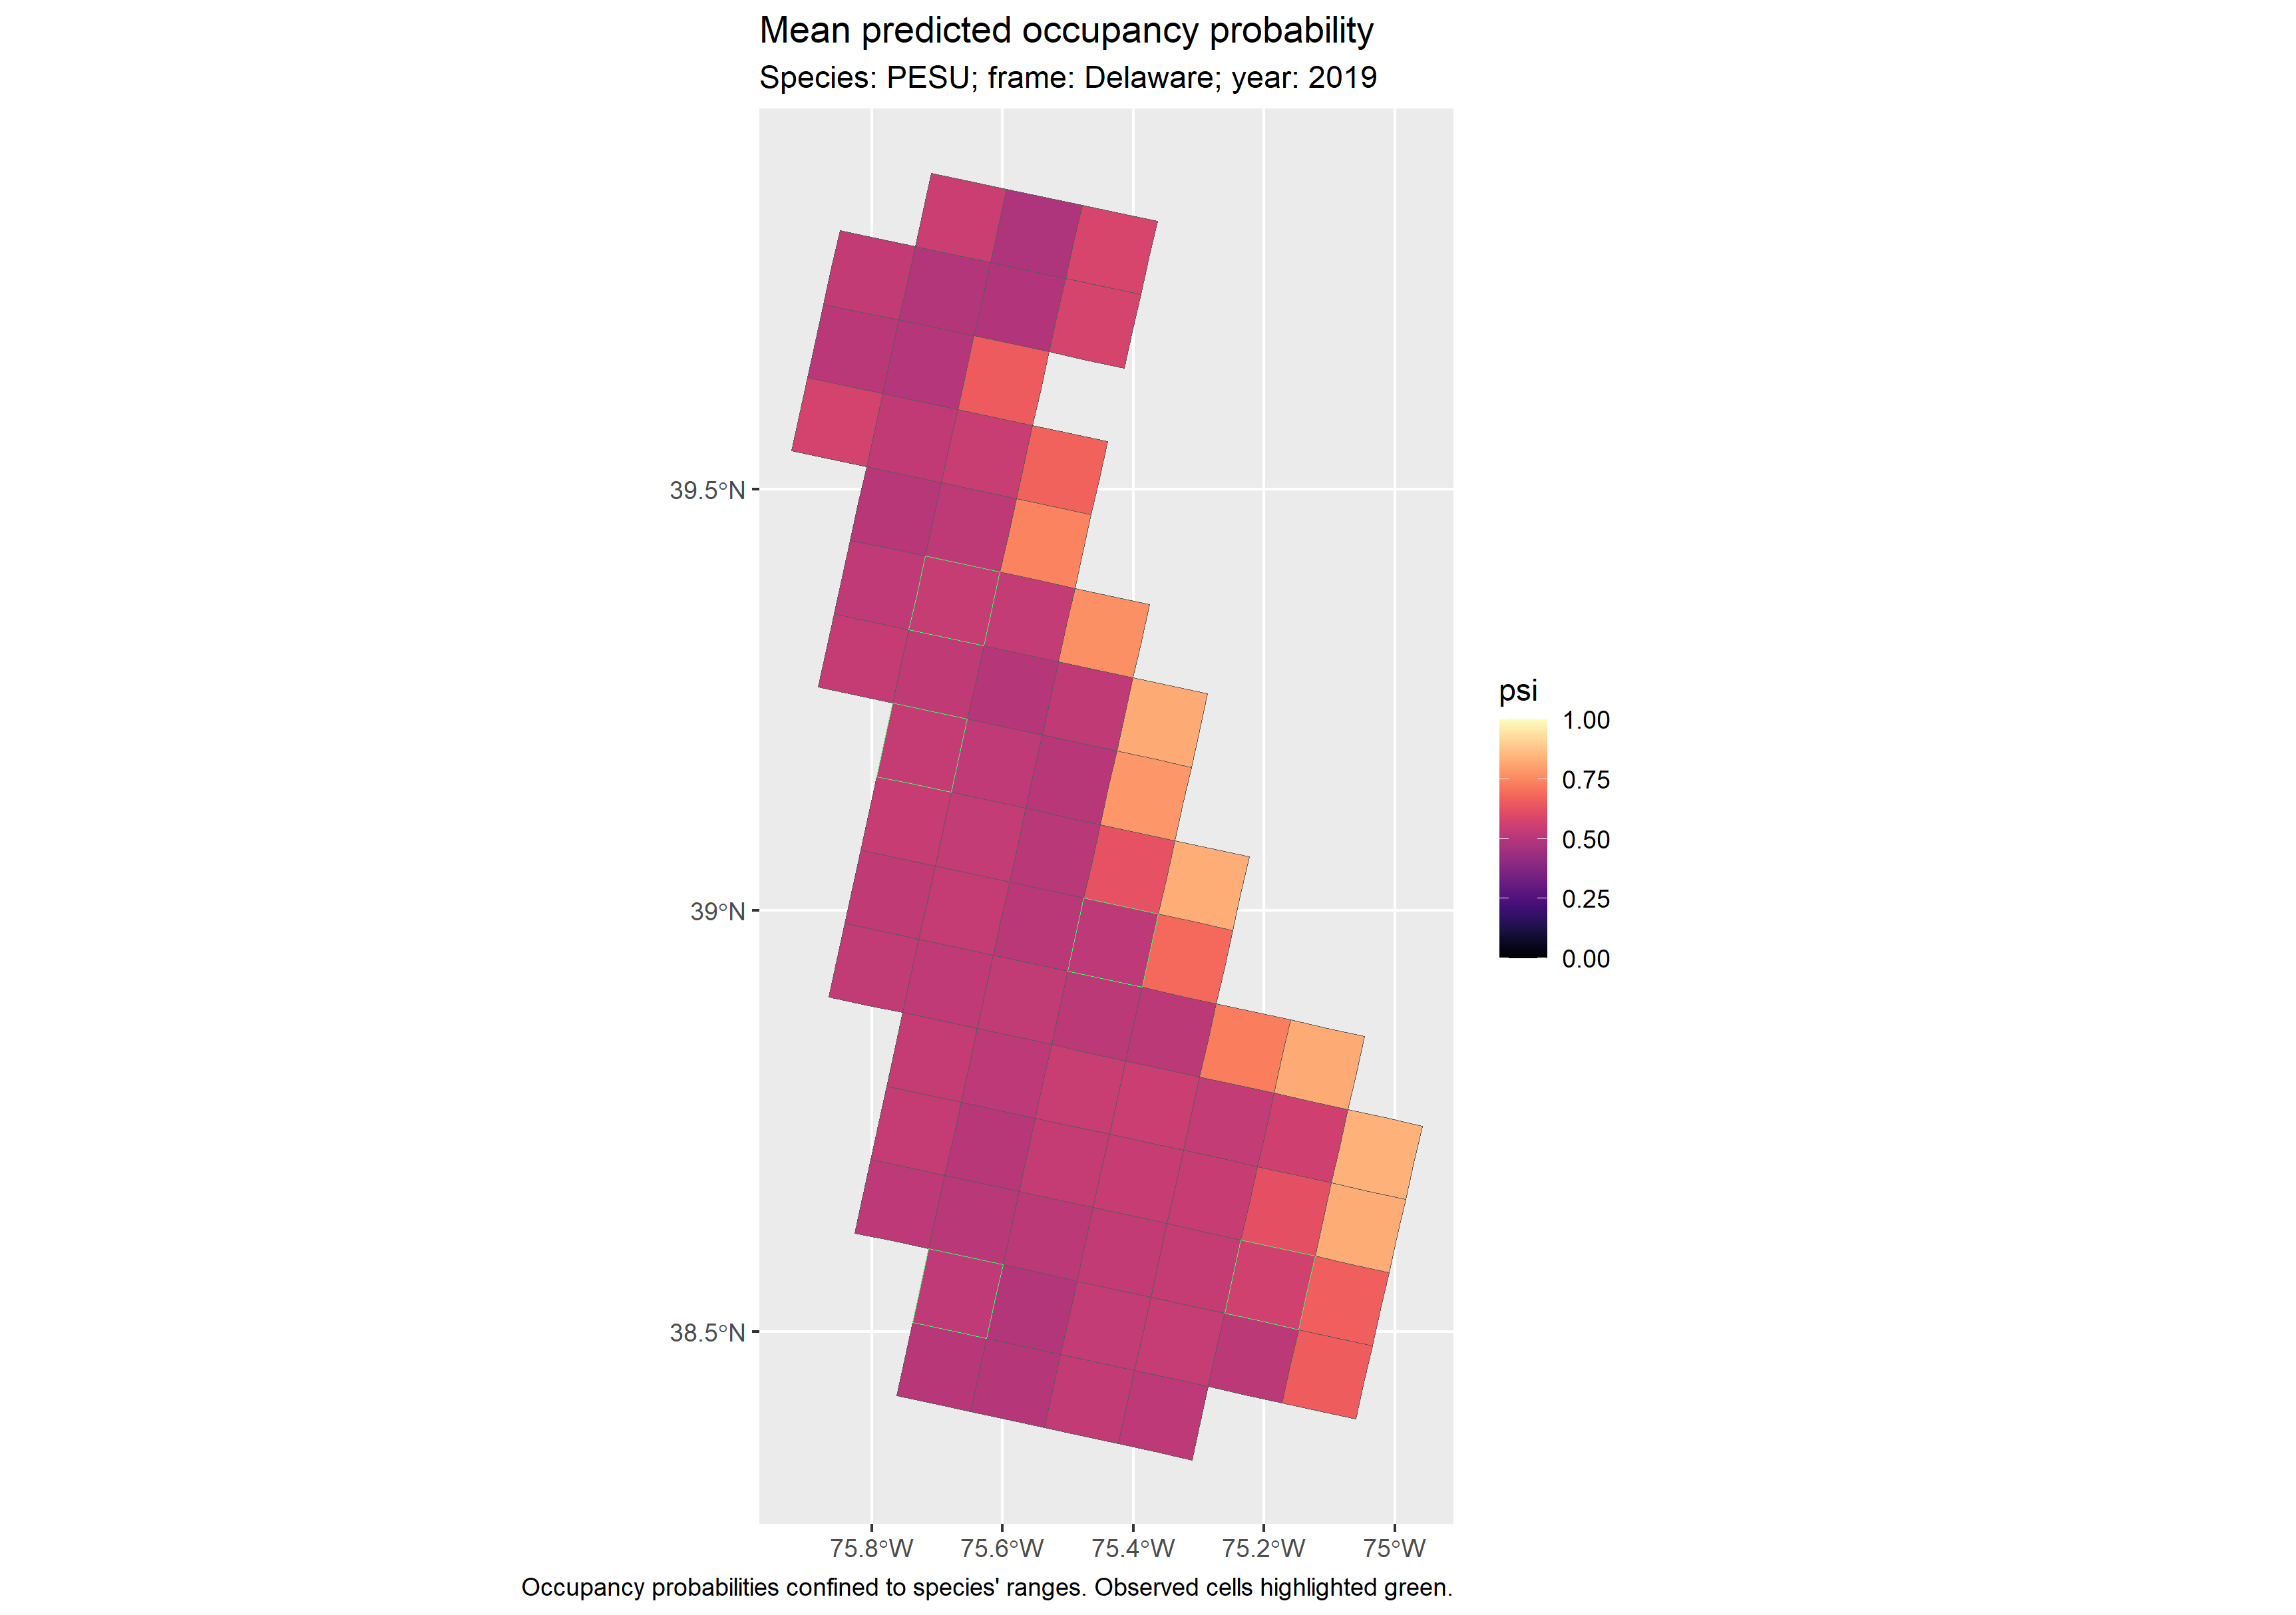 Mean predicted occupancy probability
Species: PESU; frame: Delaware; year: 2019
39.5°N
39°N
38.5°N
75.8°W 75.6°W 75.4°W 75.2°W 75°W
psi
1.00
0.75
0.50
0.25
0.00
Occupancy probabilities confined to species' ranges. Observed cells highlighted green.